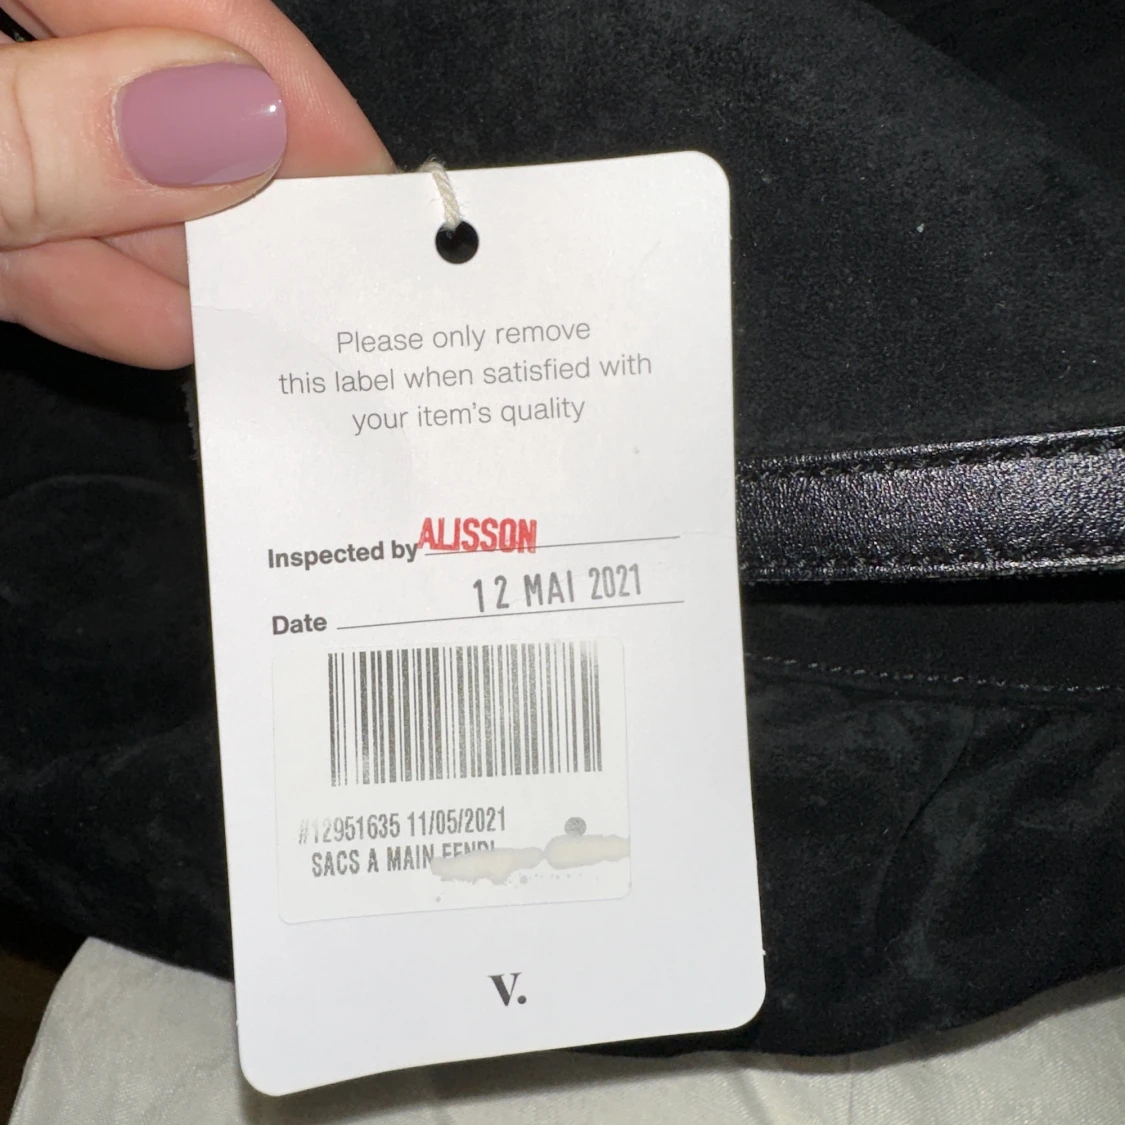 Please only remove
this label when satisfied with
your item's quality
Inspected by ALISSON
12 MAI 2021
Date
#12951635 11/05/2021
SACS A MAIN FENDI
V.